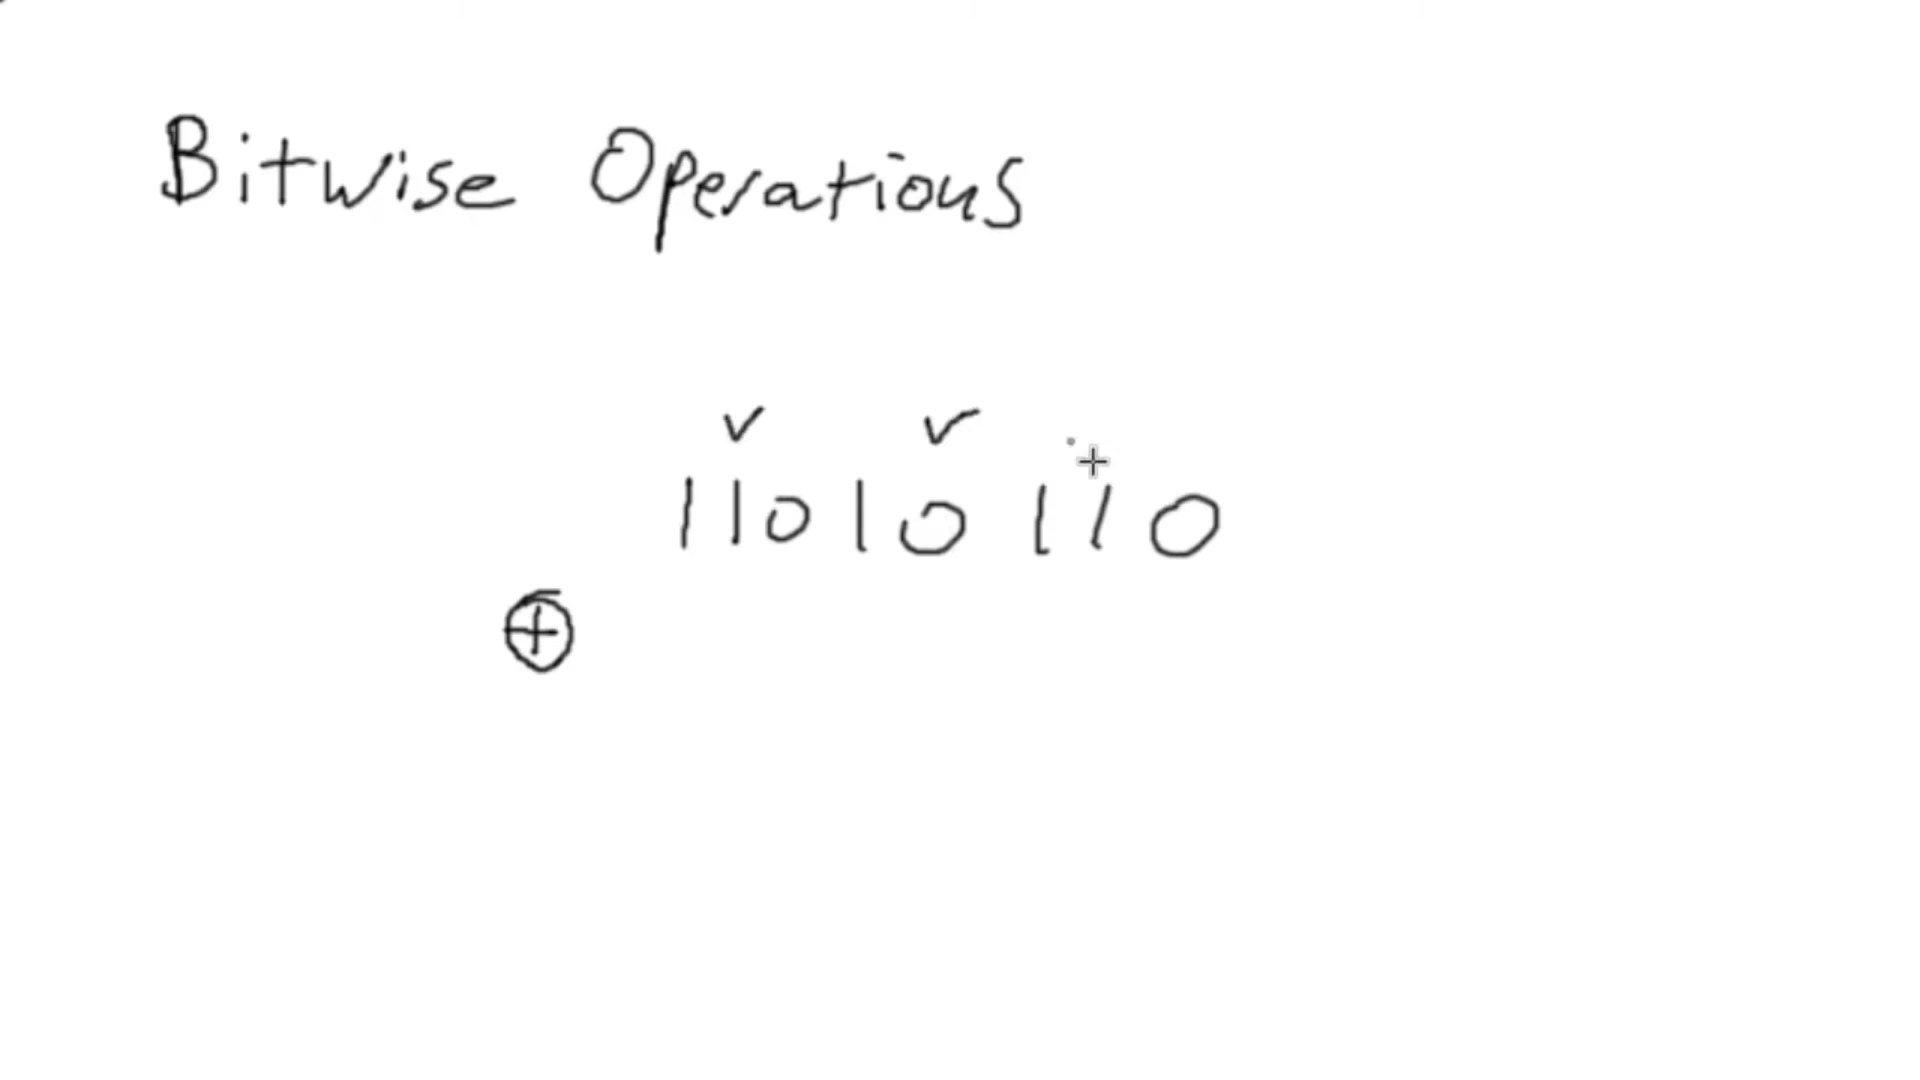 Bitwise Operations
✓ ✓
11010110
⊕